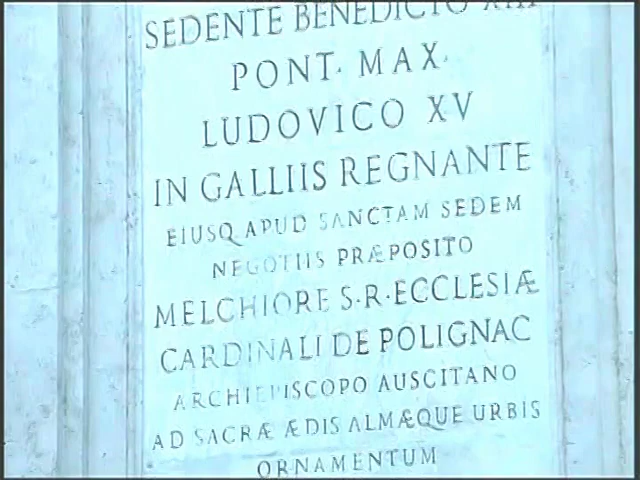 SEDENTE BENEDICTO XIII
PONT. MAX.
LUDOVICO XV
IN GALLIIS REGNANTE
EIUSQ APUD SANCTAM SEDEM
NEGOTIIS PRÆPOSITO
MELCHIORE S·R·ECCLESIÆ
CARDINALI DE POLIGNAC
ARCHIEPISCOPO AUSCITANO
AD SACRÆ ÆDIS ALMÆQUE URBIS
ORNAMENTUM